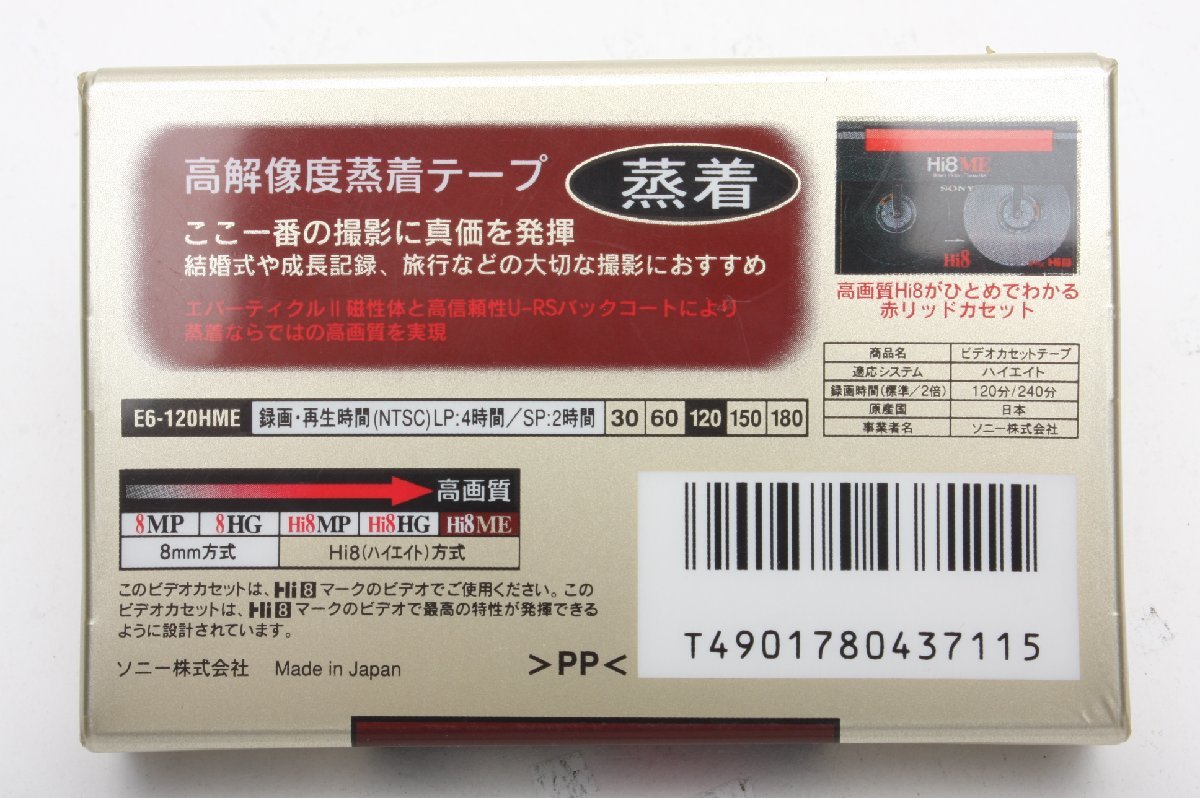 高解像度蒸着テープ
蒸着
ここ一番の撮影に真価を発揮
結婚式や成長記録、旅行などの大切な撮影におすすめ
エバーティクルⅡ磁性体と高信頼性U-RSバックコートにより
蒸着ならではの高画質を実現
Hi8ME
SONY
Hi8
高画質Hi8がひとめでわかる
赤リッドカセット
商品名 ビデオカセットテープ
適応システム ハイエイト
録画時間(標準/2倍) 120分/240分
原産国 日本
事業者名 ソニー株式会社
E6-120HME 録画・再生時間(NTSC)LP:4時間/SP:2時間 30 60 120 150 180
高画質
8MP 8HG Hi8MP Hi8HG Hi8ME
8mm方式 Hi8(ハイエイト)方式
このビデオカセットは、Hi8マークのビデオでご使用ください。この
ビデオカセットは、Hi8マークのビデオで最高の特性が発揮できる
ように設計されています。
ソニー株式会社 Made in Japan
>PP<
T4901780437115